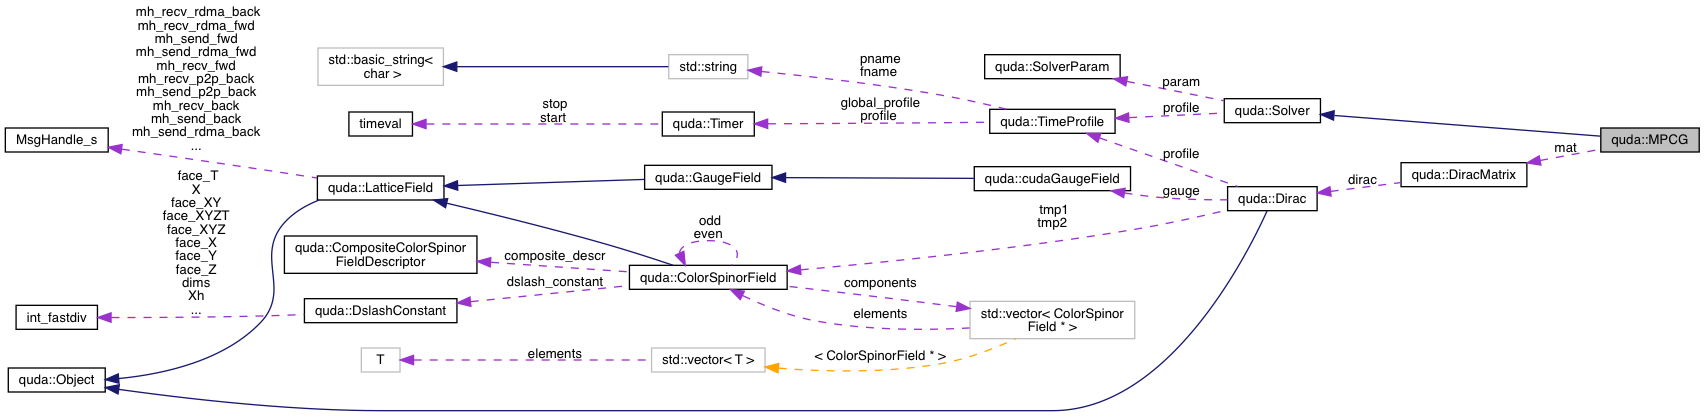 mh_recv_rdma_back
mh_recv_rdma_fwd
mh_send_fwd
mh_send_rdma_fwd
mh_recv_fwd
mh_recv_p2p_back
mh_send_p2p_back
mh_recv_back
mh_send_back
mh_send_rdma_back
...
MsgHandle_s
face_T
X
face_XY
face_XYZT
face_XYZ
face_X
face_Y
face_Z
dims
Xh
...
int_fastdiv
quda::Object
std::basic_string<
char >
timeval
quda::LatticeField
quda::CompositeColorSpinor
FieldDescriptor
quda::DslashConstant
T
stop
start
composite_descr
dslash_constant
elements
std::string
quda::Timer
quda::GaugeField
odd
even
quda::ColorSpinorField
std::vector< T >
pname
fname
global_profile
profile
components
elements
< ColorSpinorField * >
quda::SolverParam
quda::TimeProfile
quda::cudaGaugeField
tmp1
tmp2
std::vector< ColorSpinor
Field * >
param
profile
profile
gauge
quda::Solver
quda::Dirac
dirac
quda::DiracMatrix
mat
quda::MPCG